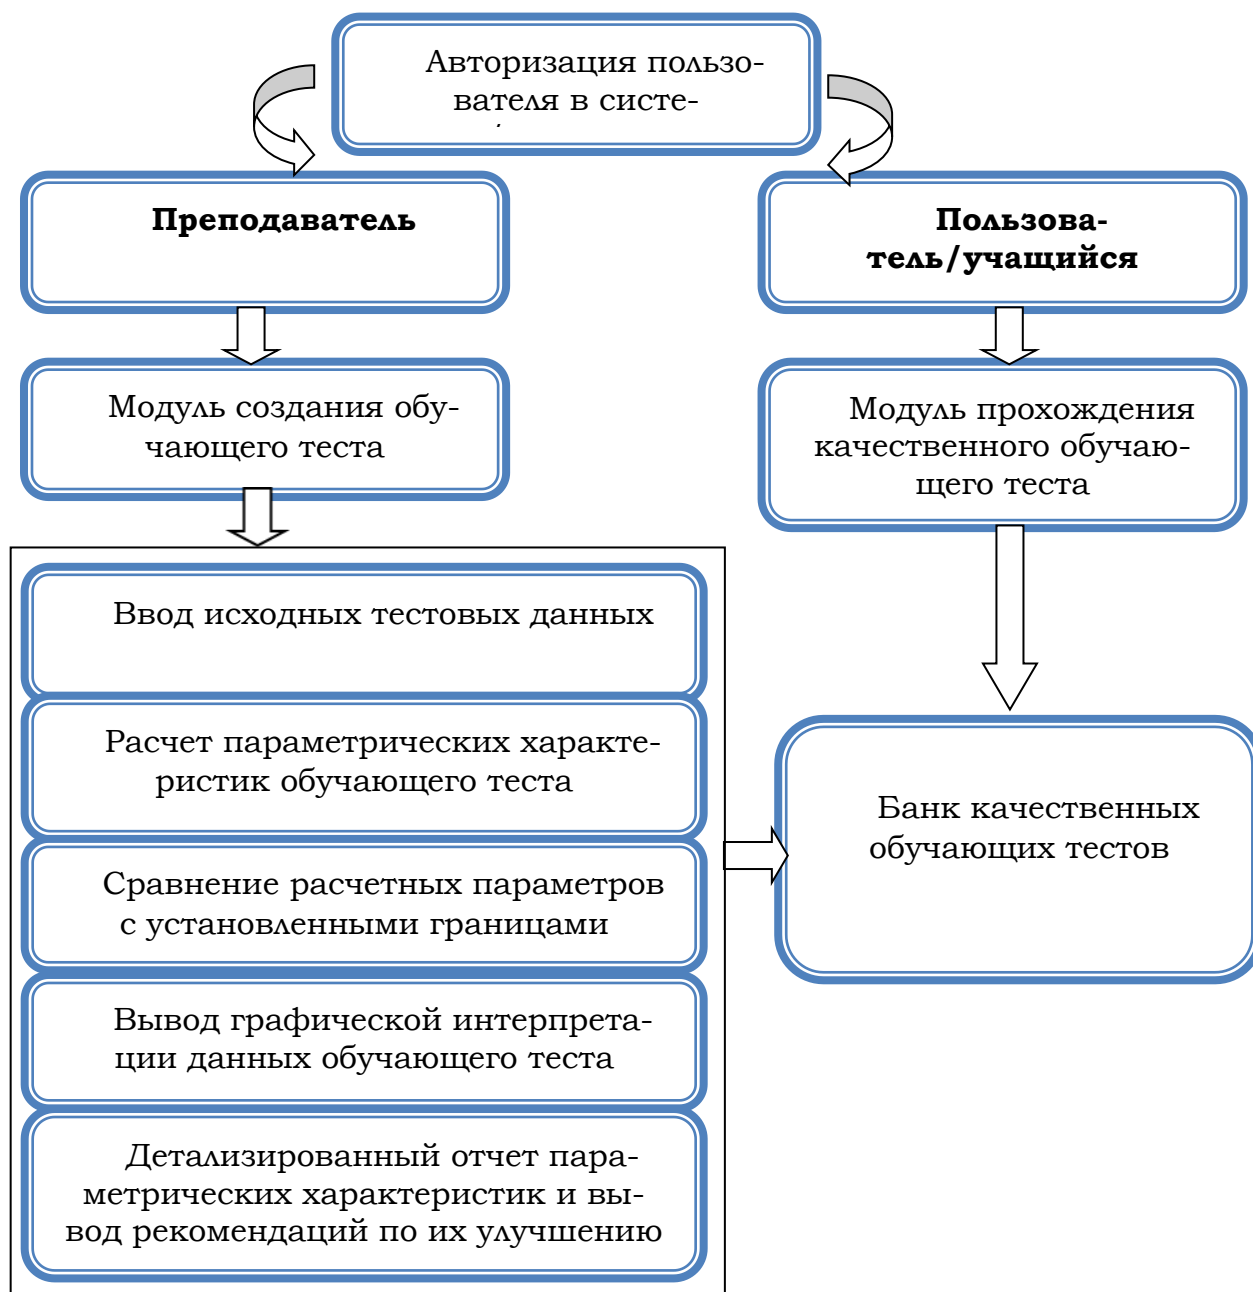 Авторизация пользо-
вателя в систе-
Преподаватель
Пользова-
тель/учащийся
Модуль создания обу-
чающего теста
Модуль прохождения
качественного обучаю-
щего теста
Ввод исходных тестовых данных
Расчет параметрических характе-
ристик обучающего теста
Сравнение расчетных параметров
с установленными границами
Вывод графической интерпрета-
ции данных обучающего теста
Детализированный отчет пара-
метрических характеристик и вы-
вод рекомендаций по их улучшению
Банк качественных
обучающих тестов